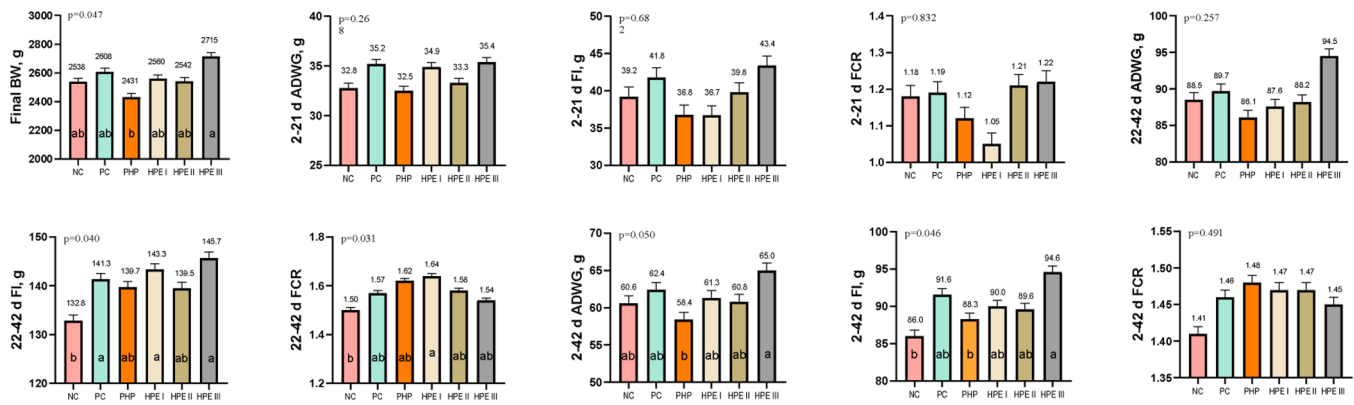 Final BW, g
p=0.047
3000
2800
2600
2400
2200
2000
2538 2608 2431 2560 2542 2715
ab ab b ab ab a
NC PC PHP HPE I HPE II HPE III
2-21 d ADWG, g
p=0.26
8
40
35
30
25
32.8 35.2 32.5 34.9 33.3 35.4
NC PC PHP HPE I HPE II HPE III
2-21 d FI, g
p=0.68
2
50
45
40
35
30
39.2 41.8 36.8 36.7 39.8 43.4
NC PC PHP HPE I HPE II HPE III
2-21 d FCR
p=0.832
1.4
1.3
1.2
1.1
1.0
1.18 1.19 1.12 1.05 1.21 1.22
NC PC PHP HPE I HPE II HPE III
22-42 d ADWG, g
p=0.257
100
95
90
85
80
88.5 89.7 86.1 87.6 88.2 94.5
NC PC PHP HPE I HPE II HPE III
22-42 d FI, g
p=0.040
150
140
130
120
132.8 141.3 139.7 143.3 139.5 145.7
b a ab a ab a
NC PC PHP HPE I HPE II HPE III
22-42 d FCR
p=0.031
1.8
1.6
1.4
1.2
1.50 1.57 1.62 1.64 1.58 1.54
b ab ab a ab ab
NC PC PHP HPE I HPE II HPE III
2-42 d ADWG, g
p=0.050
70
65
60
55
50
60.6 62.4 58.4 61.3 60.8 65.0
ab ab b ab ab a
NC PC PHP HPE I HPE II HPE III
2-42 d FI, g
p=0.046
100
95
90
85
80
86.0 91.6 88.3 90.0 89.6 94.6
b ab b ab ab a
NC PC PHP HPE I HPE II HPE III
2-42 d FCR
p=0.491
1.55
1.50
1.45
1.40
1.35
1.41 1.46 1.48 1.47 1.47 1.45
NC PC PHP HPE I HPE II HPE III